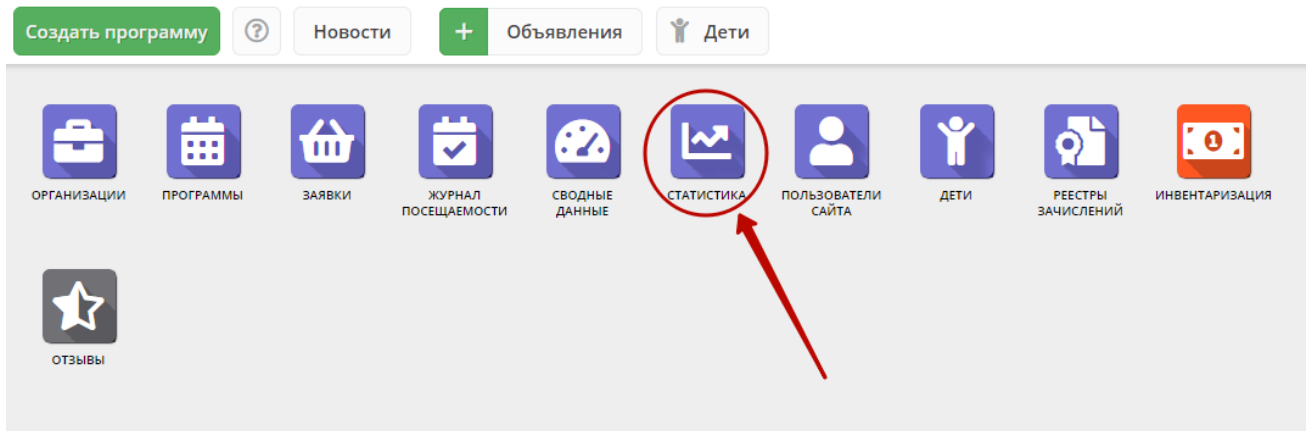 Создать программу
Новости
+ Объявления
Дети
ОРГАНИЗАЦИИ
ПРОГРАММЫ
ЗАЯВКИ
ЖУРНАЛ
ПОСЕЩАЕМОСТИ
СВОДНЫЕ
ДАННЫЕ
СТАТИСТИКА
ПОЛЬЗОВАТЕЛИ
САЙТА
ДЕТИ
РЕЕСТРЫ
ЗАЧИСЛЕНИЙ
1
ИНВЕНТАРИЗАЦИЯ
ОТЗЫВЫ